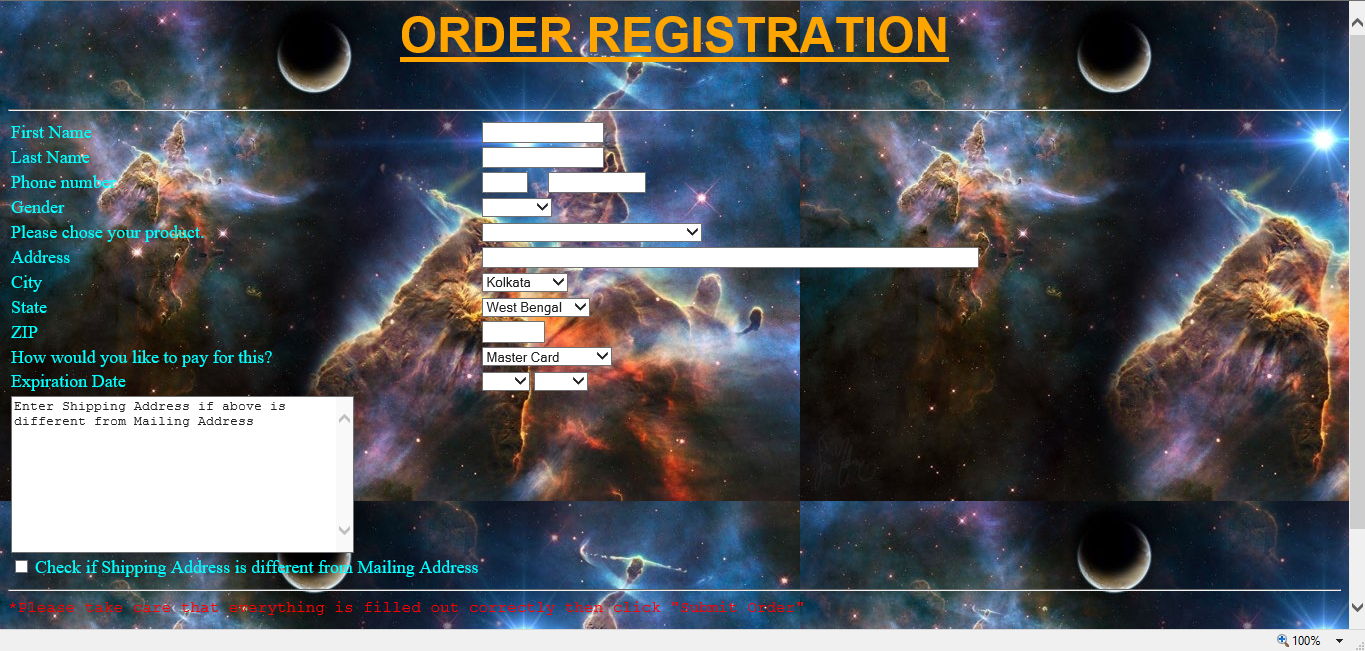 ORDER REGISTRATION
First Name
Last Name
Phone number
Gender
Please chose your product.
Address
City Kolkata
State West Bengal
ZIP
How would you like to pay for this? Master Card
Expiration Date
Enter Shipping Address if above is
different from Mailing Address
Check if Shipping Address is different from Mailing Address
*Please take care that everything is filled out correctly then click "Submit Order"
100%